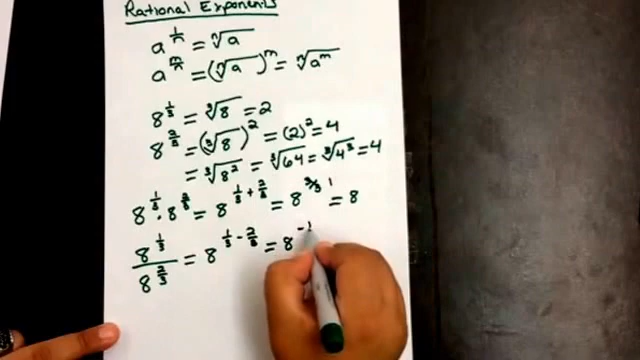 Rational Exponents
a^(1/n) = ⁿ√a
a^(m/n) = (ⁿ√a)^m = ⁿ√a^m
8^(1/3) = ³√8 = 2
8^(2/3) = (³√8)^2 = (2)^2 = 4
= ³√8^2 = ³√64 = ³√4^3 = 4
8^(1/3) · 8^(2/3) = 8^(1/3 + 2/3) = 8^(3/3) 1 = 8
8^(1/3) / 8^(2/3) = 8^(1/3 - 2/3) = 8^(-1